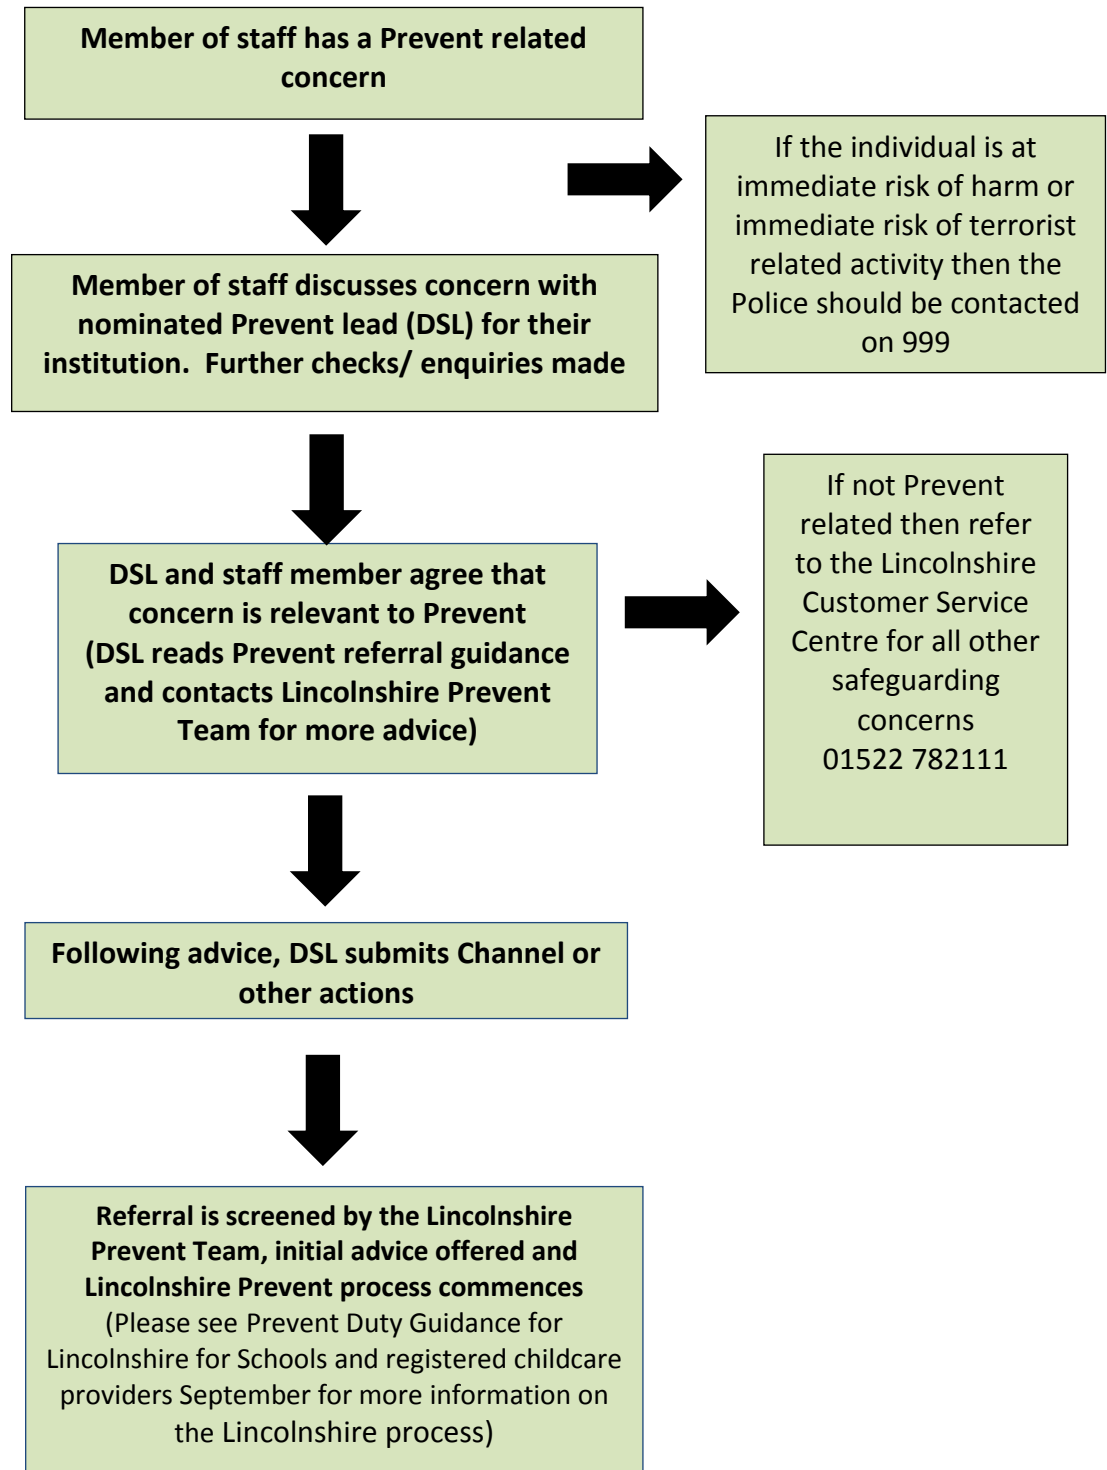 Member of staff has a Prevent related
concern
If the individual is at
immediate risk of harm or
immediate risk of terrorist
related activity then the
Police should be contacted
on 999
Member of staff discusses concern with
nominated Prevent lead (DSL) for their
institution.  Further checks/ enquiries made
If not Prevent
related then refer
to the Lincolnshire
Customer Service
Centre for all other
safeguarding
concerns
01522 782111
DSL and staff member agree that
concern is relevant to Prevent
(DSL reads Prevent referral guidance
and contacts Lincolnshire Prevent
Team for more advice)
Following advice, DSL submits Channel or
other actions
Referral is screened by the Lincolnshire
Prevent Team, initial advice offered and
Lincolnshire Prevent process commences
(Please see Prevent Duty Guidance for
Lincolnshire for Schools and registered childcare
providers September for more information on
the Lincolnshire process)